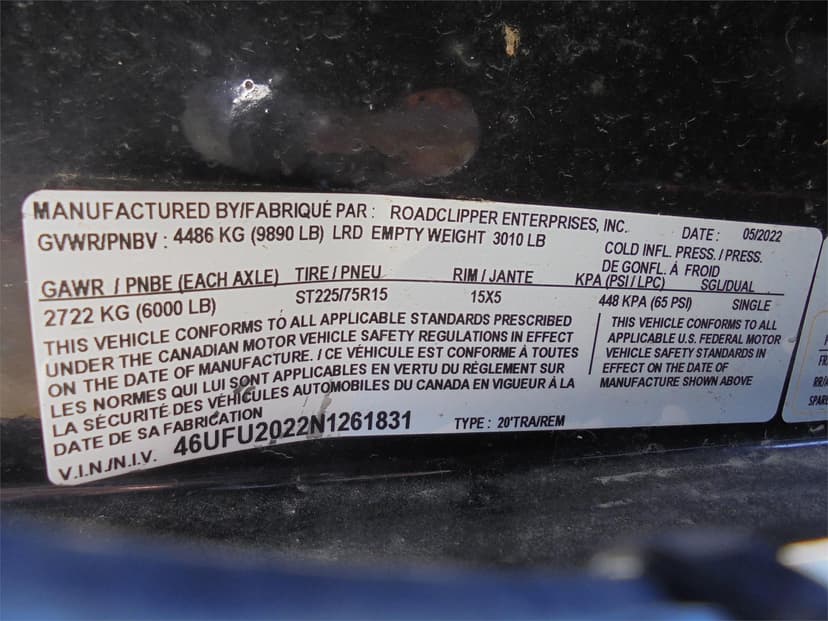 MANUFACTURED BY/FABRIQUÉ PAR : ROADCLIPPER ENTERPRISES, INC. DATE : 05/2022
GVWR/PNBV : 4486 KG (9890 LB) LRD EMPTY WEIGHT 3010 LB
COLD INFL. PRESS./PRESS.
DE GONFL. À FROID
GAWR / PNBE (EACH AXLE) TIRE / PNEU RIM / JANTE KPA (PSI / LPC) SGL/DUAL
2722 KG (6000 LB) ST225/75R15 15X5 448 KPA (65 PSI) SINGLE
THIS VEHICLE CONFORMS TO ALL APPLICABLE STANDARDS PRESCRIBED
UNDER THE CANADIAN MOTOR VEHICLE SAFETY REGULATIONS IN EFFECT
ON THE DATE OF MANUFACTURE. / CE VÉHICULE EST CONFORME À TOUTES
LES NORMES QUI LUI SONT APPLICABLES EN VERTU DU RÈGLEMENT SUR
LA SÉCURITÉ DES VÉHICULES AUTOMOBILES DU CANADA EN VIGUEUR À LA
DATE DE SA FABRICATION
THIS VEHICLE CONFORMS TO ALL
APPLICABLE U.S. FEDERAL MOTOR
VEHICLE SAFETY STANDARDS IN
EFFECT ON THE DATE OF
MANUFACTURE SHOWN ABOVE
V.I.N./N.I.V. 46UFU2022N1261831 TYPE : 20'TRA/REM